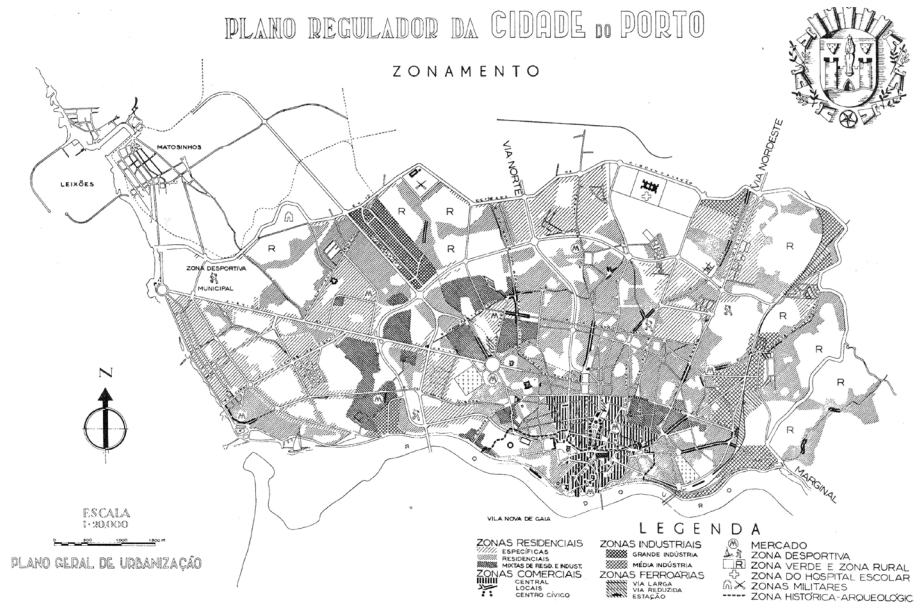 PLANO REGULADOR DA CIDADE DO PORTO
ZONAMENTO
MATOSINHOS
LEIXÕES
VIA NORTE
VIA NORDESTE
R
R
R
R
R
ZONA DESPORTIVA
MUNICIPAL
R
R
R
R
M
M
M
M
M
M
N
MARGINAL
RIO DOURO
VILA NOVA DE GAIA
ESCALA
1:20,000
PLANO GERAL DE URBANIZAÇÃO
LEGENDA
ZONAS RESIDENCIAIS
ESPECÍFICAS
RESIDENCIAIS
MIXTAS DE RESID. E INDUST.
ZONAS COMERCIAIS
CENTRAL
LOCAIS
CENTRO CÍVICO
ZONAS INDUSTRIAIS
GRANDE INDÚSTRIA
MÉDIA INDÚSTRIA
ZONAS FERROÁRIAS
VIA LARGA
VIA REDUZIDA
ESTAÇÃO
M MERCADO
ZONA DESPORTIVA
R ZONA VERDE E ZONA RURAL
ZONA DO HOSPITAL ESCOLAR
ZONAS MILITARES
ZONA HISTÓRICA-ARQUEOLÓGIC